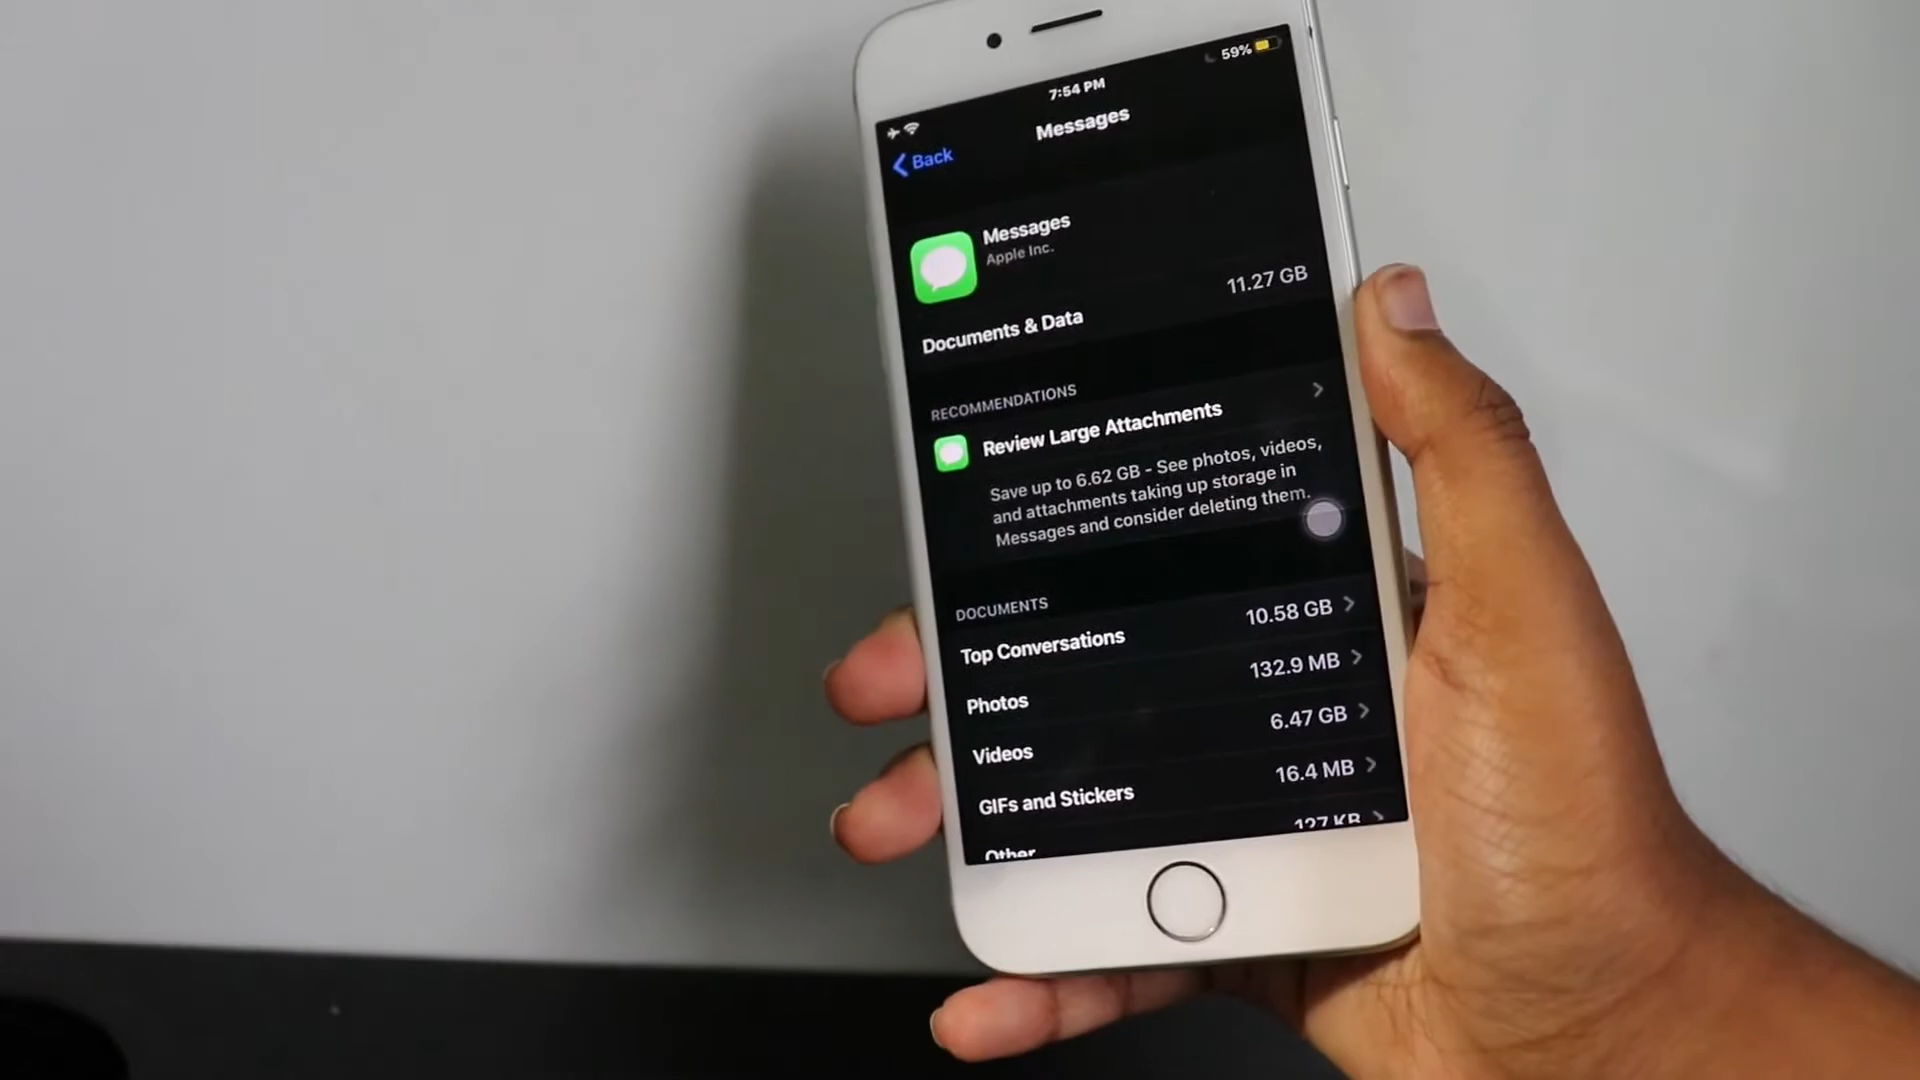 7:54 PM
59%
Back
Messages
Messages
Apple Inc.
Documents & Data
11.27 GB
RECOMMENDATIONS
Review Large Attachments
Save up to 6.62 GB - See photos, videos,
and attachments taking up storage in
Messages and consider deleting them.
DOCUMENTS
Top Conversations
10.58 GB
Photos
132.9 MB
Videos
6.47 GB
GIFs and Stickers
16.4 MB
Other
127 KB